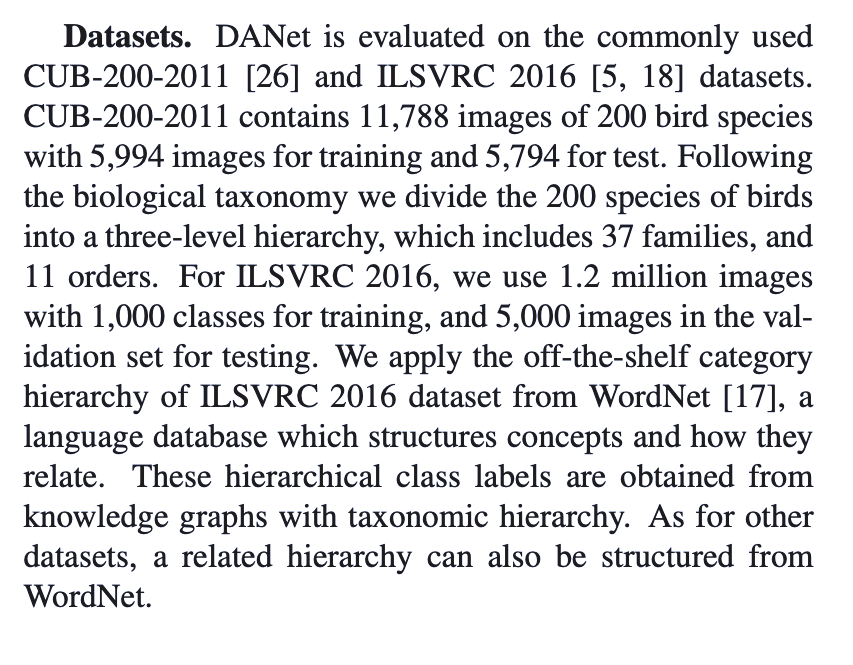 Datasets. DANet is evaluated on the commonly used
CUB-200-2011 [26] and ILSVRC 2016 [5, 18] datasets.
CUB-200-2011 contains 11,788 images of 200 bird species
with 5,994 images for training and 5,794 for test. Following
the biological taxonomy we divide the 200 species of birds
into a three-level hierarchy, which includes 37 families, and
11 orders. For ILSVRC 2016, we use 1.2 million images
with 1,000 classes for training, and 5,000 images in the val-
idation set for testing. We apply the off-the-shelf category
hierarchy of ILSVRC 2016 dataset from WordNet [17], a
language database which structures concepts and how they
relate. These hierarchical class labels are obtained from
knowledge graphs with taxonomic hierarchy. As for other
datasets, a related hierarchy can also be structured from
WordNet.